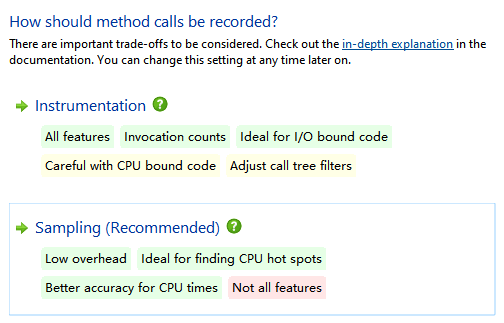 How should method calls be recorded?
There are important trade-offs to be considered. Check out the in-depth explanation in the
documentation. You can change this setting at any time later on.
Instrumentation ?
All features Invocation counts Ideal for I/O bound code
Careful with CPU bound code Adjust call tree filters
Sampling (Recommended) ?
Low overhead Ideal for finding CPU hot spots
Better accuracy for CPU times Not all features